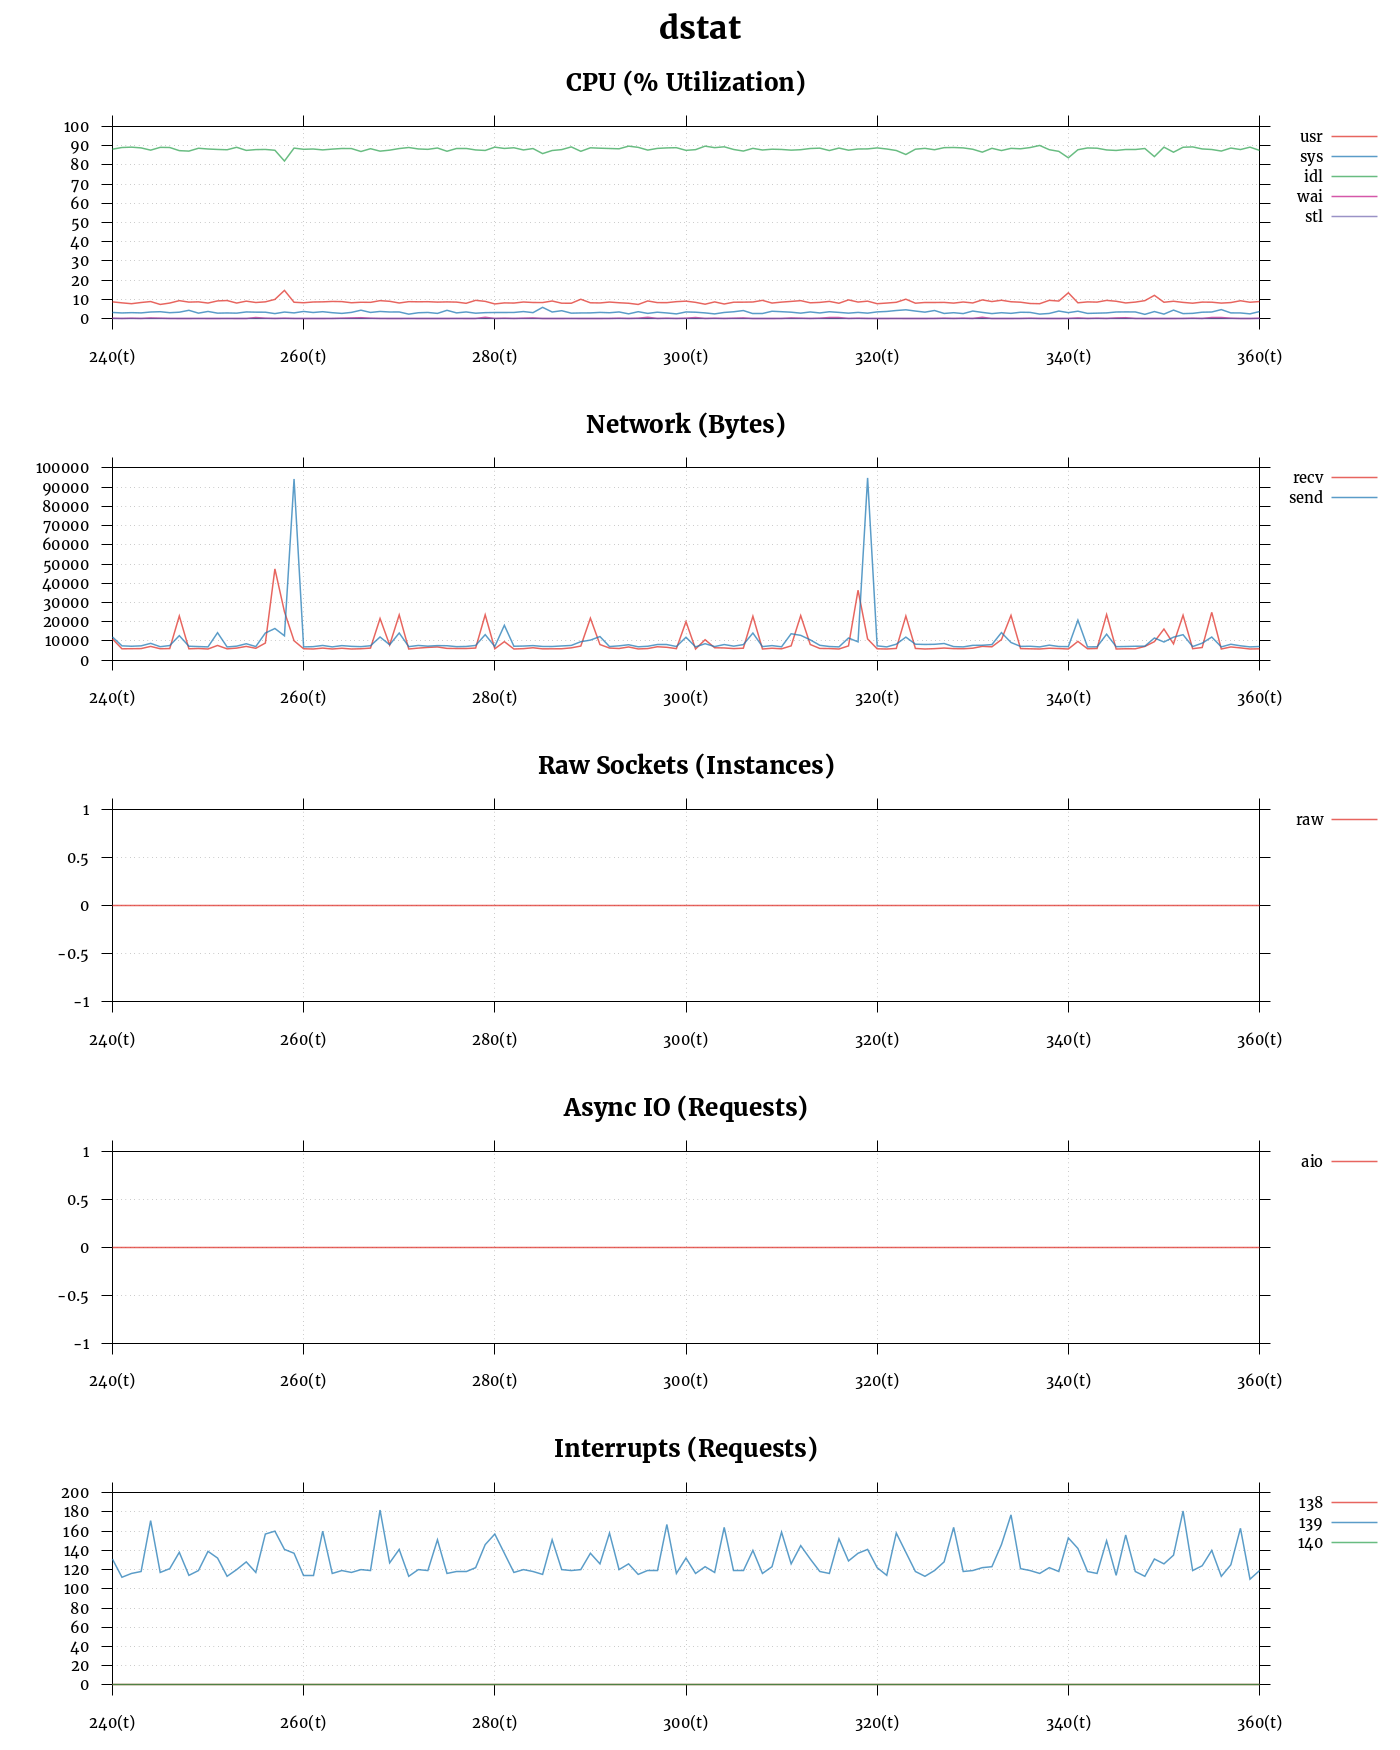 dstat
CPU (% Utilization)
100
90
80
70
60
50
40
30
20
10
0
240(t) 260(t) 280(t) 300(t) 320(t) 340(t) 360(t)
usr
sys
idl
wai
stl
Network (Bytes)
100000
90000
80000
70000
60000
50000
40000
30000
20000
10000
0
240(t) 260(t) 280(t) 300(t) 320(t) 340(t) 360(t)
recv
send
Raw Sockets (Instances)
1
0.5
0
-0.5
-1
240(t) 260(t) 280(t) 300(t) 320(t) 340(t) 360(t)
raw
Async IO (Requests)
1
0.5
0
-0.5
-1
240(t) 260(t) 280(t) 300(t) 320(t) 340(t) 360(t)
aio
Interrupts (Requests)
200
180
160
140
120
100
80
60
40
20
0
240(t) 260(t) 280(t) 300(t) 320(t) 340(t) 360(t)
138
139
140